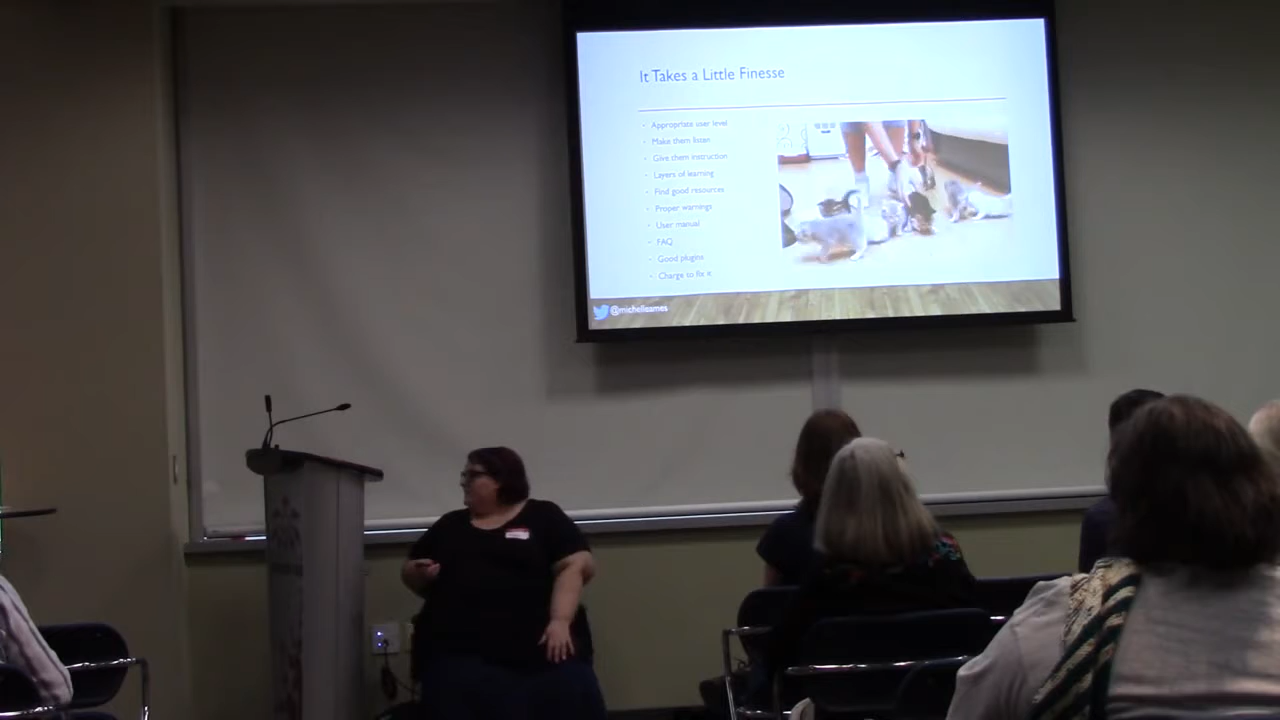 It Takes a Little Finesse
• Appropriate user level
• Make them listen
• Give them instruction
• Layers of learning
• Find good resources
• Proper warnings
• User manual
• FAQ
• Good plugins
• Charge to fix it
@michelleames